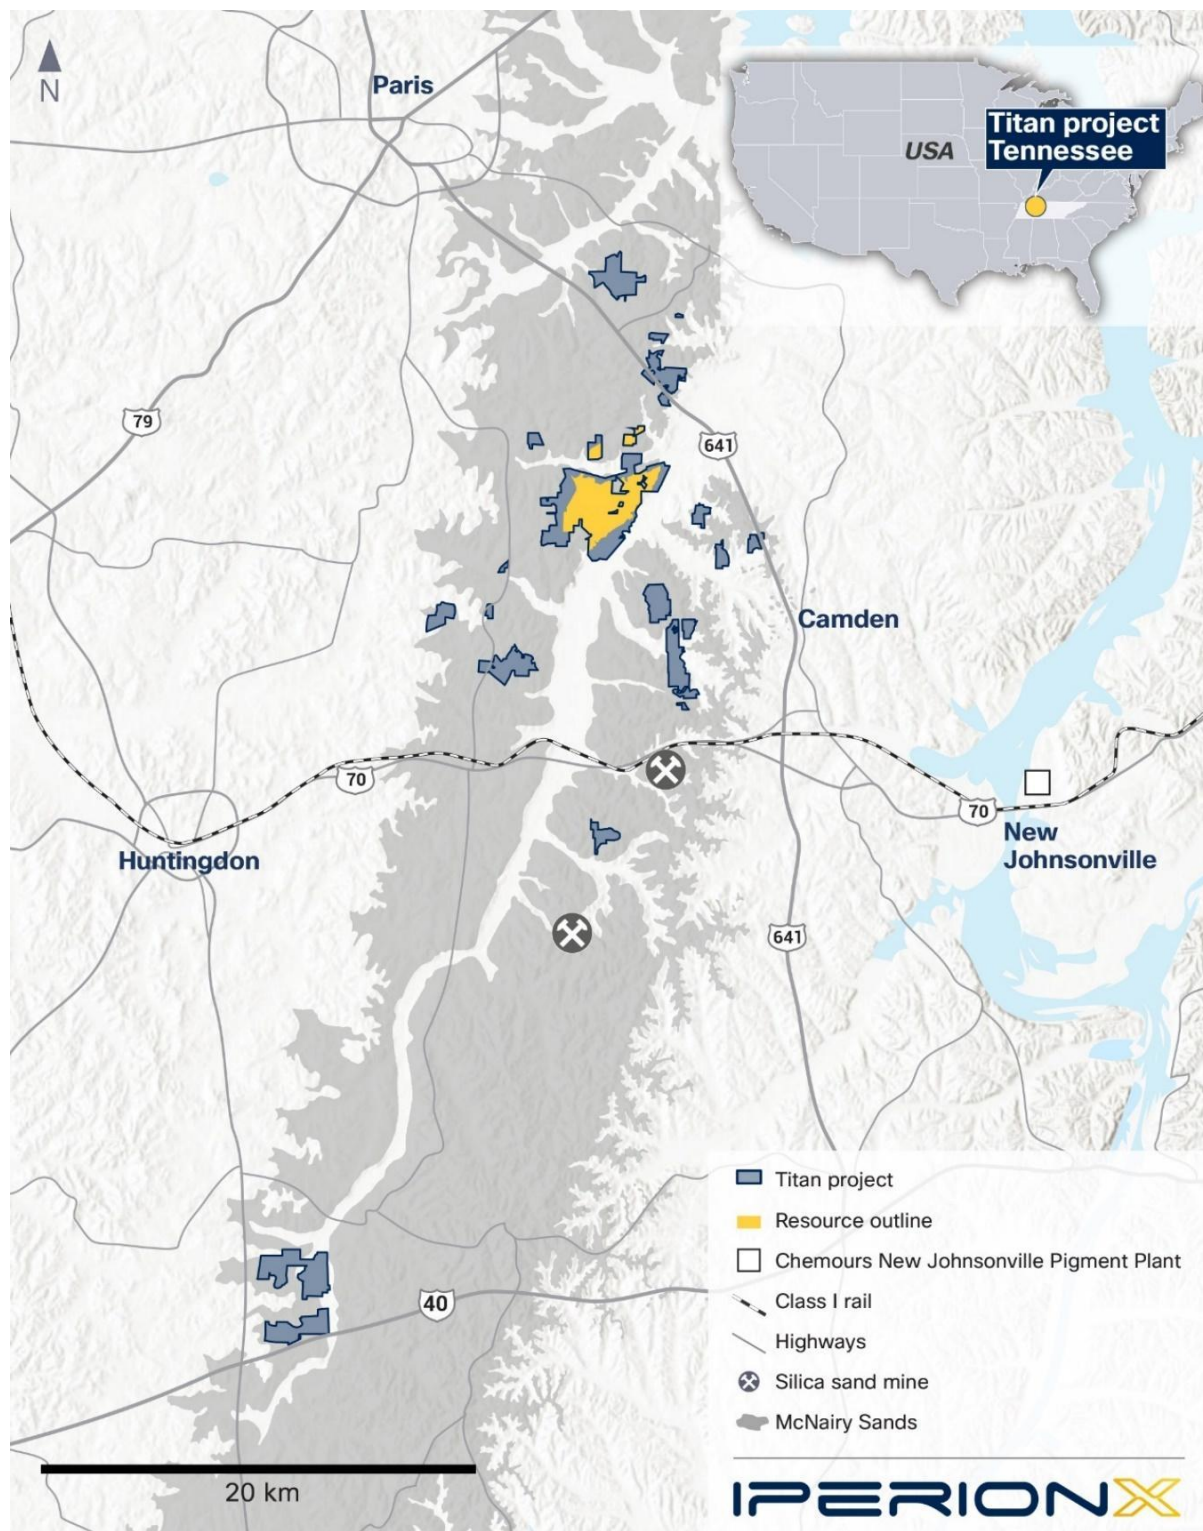 N
Paris
USA
Titan project
Tennessee
79
641
Camden
70
70
New
Johnsonville
Huntingdon
641
40
Titan project
Resource outline
Chemours New Johnsonville Pigment Plant
Class I rail
Highways
Silica sand mine
McNairy Sands
20 km
IPERIONX